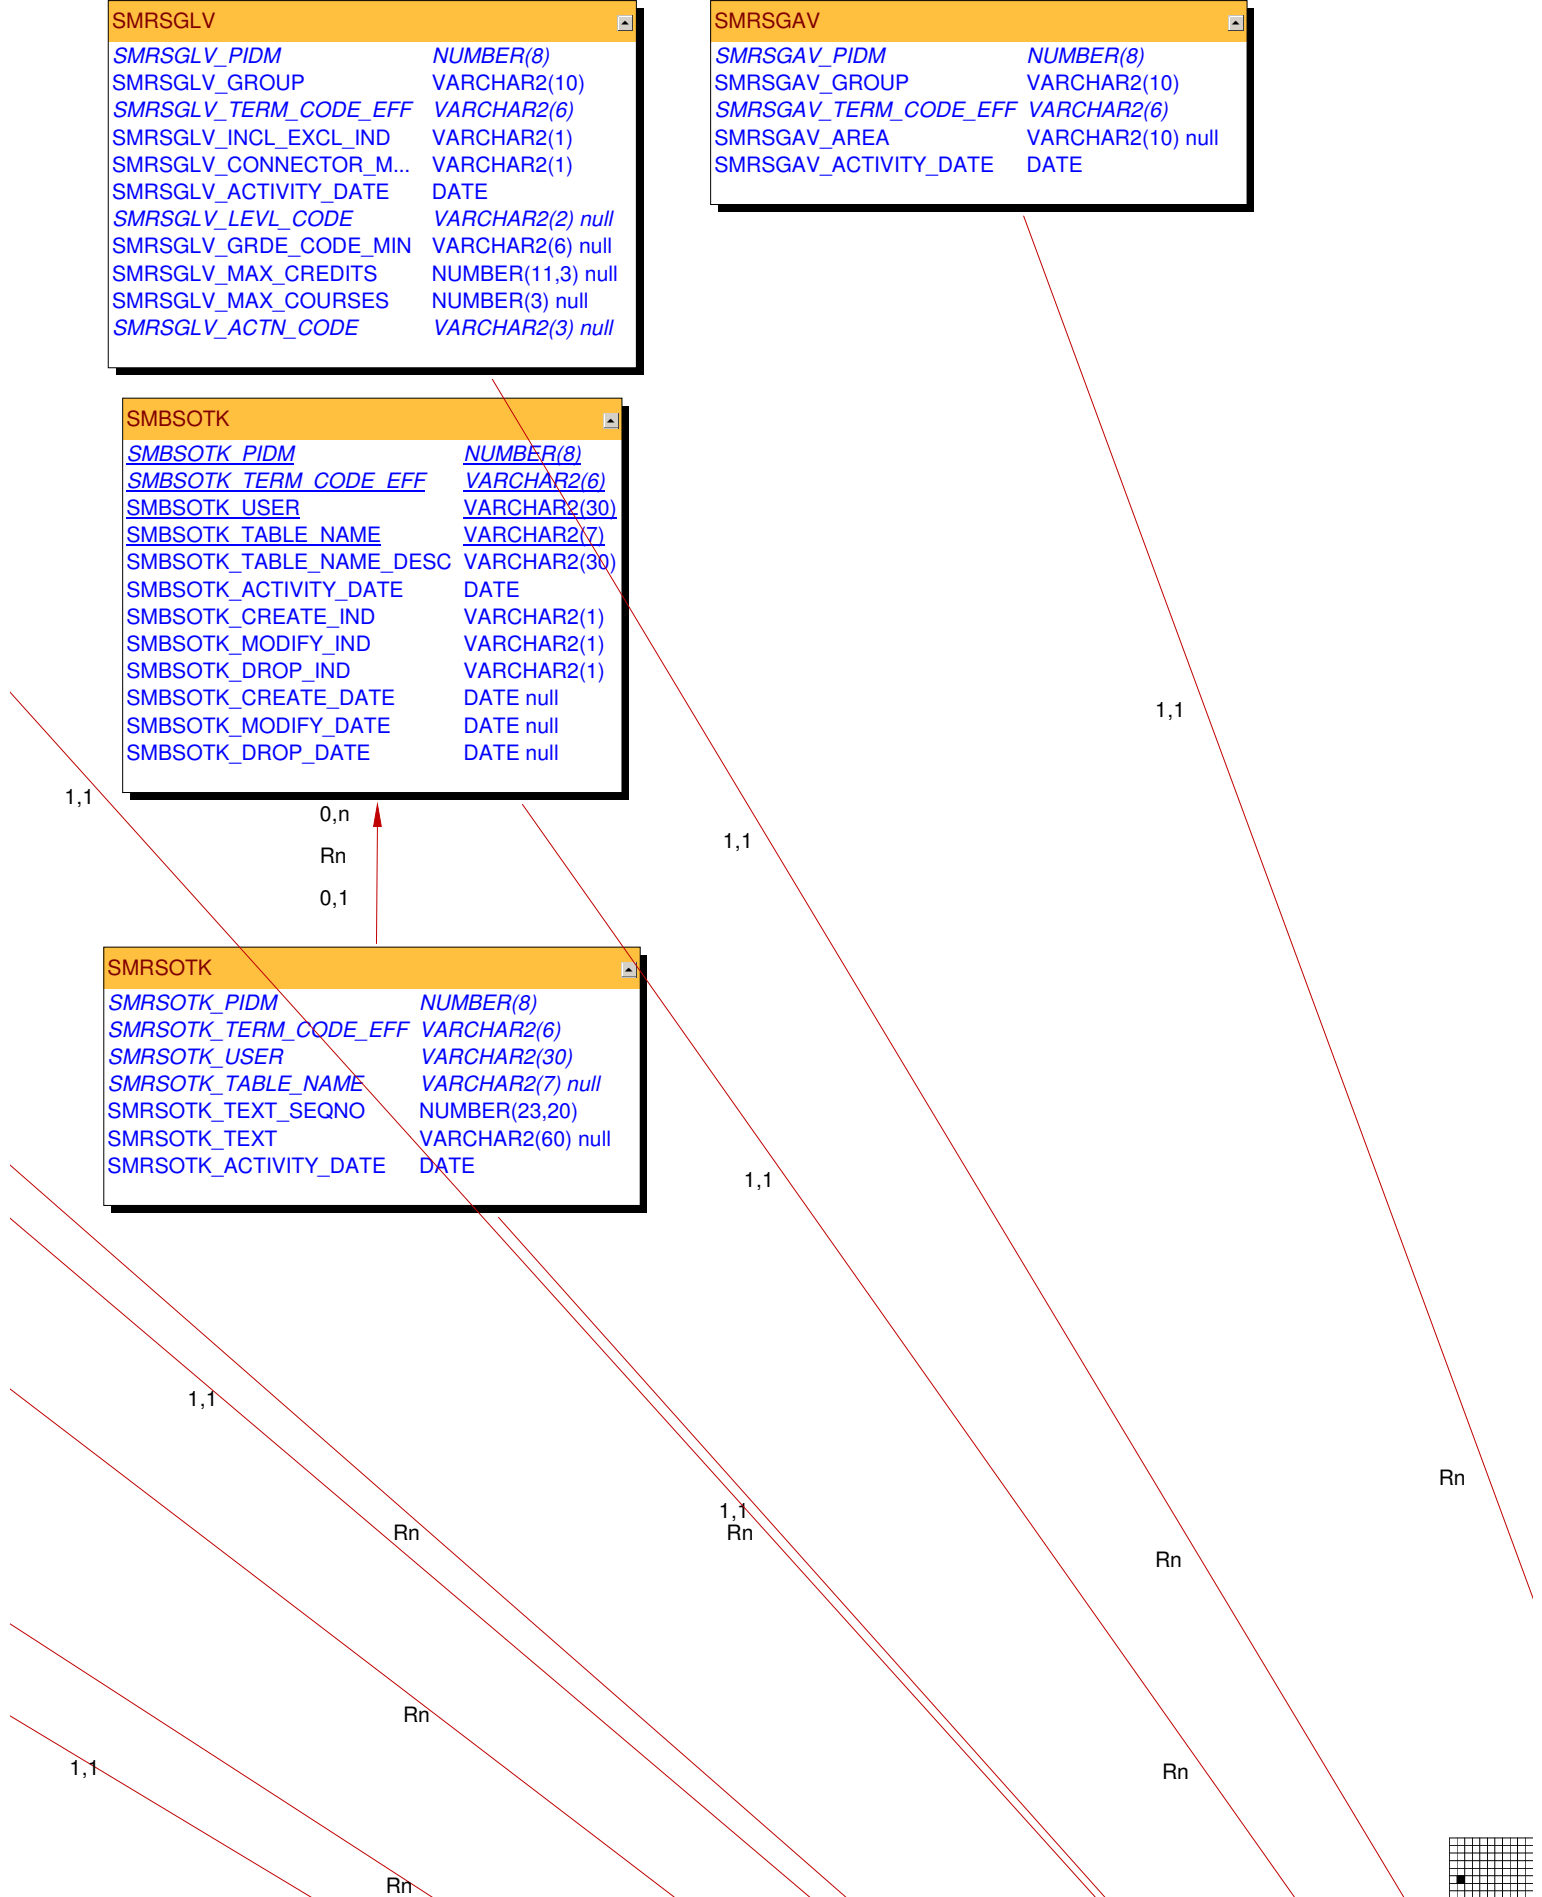 SMRSGLV
SMRSGLV_PIDM NUMBER(8)
SMRSGLV_GROUP VARCHAR2(10)
SMRSGLV_TERM_CODE_EFF VARCHAR2(6)
SMRSGLV_INCL_EXCL_IND VARCHAR2(1)
SMRSGLV_CONNECTOR_M... VARCHAR2(1)
SMRSGLV_ACTIVITY_DATE DATE
SMRSGLV_LEVL_CODE VARCHAR2(2) null
SMRSGLV_GRDE_CODE_MIN VARCHAR2(6) null
SMRSGLV_MAX_CREDITS NUMBER(11,3) null
SMRSGLV_MAX_COURSES NUMBER(3) null
SMRSGLV_ACTN_CODE VARCHAR2(3) null
SMRSGAV
SMRSGAV_PIDM NUMBER(8)
SMRSGAV_GROUP VARCHAR2(10)
SMRSGAV_TERM_CODE_EFF VARCHAR2(6)
SMRSGAV_AREA VARCHAR2(10) null
SMRSGAV_ACTIVITY_DATE DATE
SMBSOTK
SMBSOTK_PIDM NUMBER(8)
SMBSOTK_TERM_CODE_EFF VARCHAR2(6)
SMBSOTK_USER VARCHAR2(30)
SMBSOTK_TABLE_NAME VARCHAR2(7)
SMBSOTK_TABLE_NAME_DESC VARCHAR2(30)
SMBSOTK_ACTIVITY_DATE DATE
SMBSOTK_CREATE_IND VARCHAR2(1)
SMBSOTK_MODIFY_IND VARCHAR2(1)
SMBSOTK_DROP_IND VARCHAR2(1)
SMBSOTK_CREATE_DATE DATE null
SMBSOTK_MODIFY_DATE DATE null
SMBSOTK_DROP_DATE DATE null
1,1
1,1
0,n
Rn
0,1
1,1
SMRSOTK
SMRSOTK_PIDM NUMBER(8)
SMRSOTK_TERM_CODE_EFF VARCHAR2(6)
SMRSOTK_USER VARCHAR2(30)
SMRSOTK_TABLE_NAME VARCHAR2(7) null
SMRSOTK_TEXT_SEQNO NUMBER(23,20)
SMRSOTK_TEXT VARCHAR2(60) null
SMRSOTK_ACTIVITY_DATE DATE
1,1
1,1
Rn
1,1
Rn
Rn
Rn
Rn
1,1
Rn
Rn